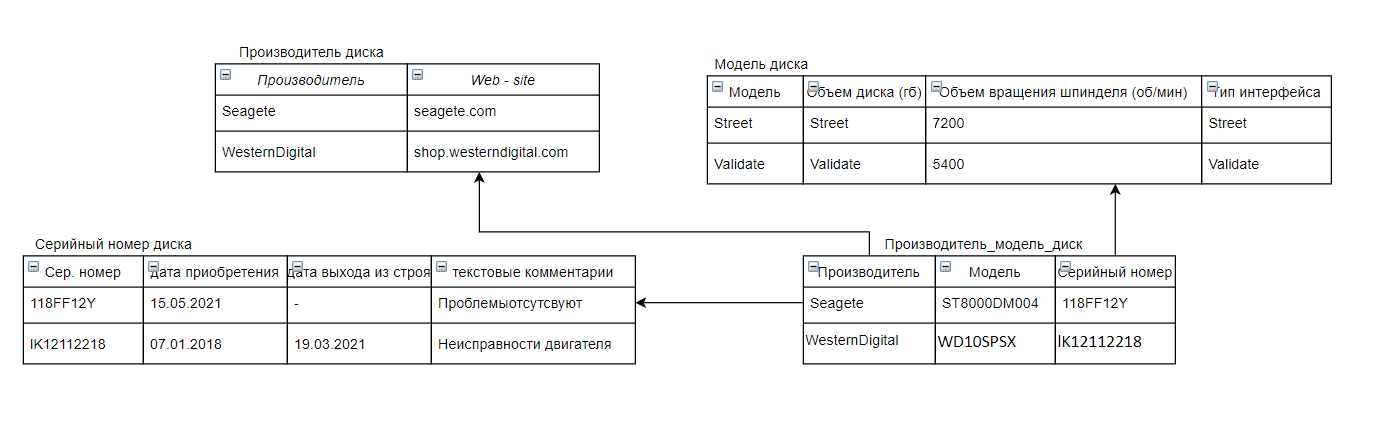 Производитель диска
Производитель Web - site
Seagete seagete.com
WesternDigital shop.westerndigital.com
Модель диска
Модель Объем диска (гб) Объем вращения шпинделя (об/мин) Тип интерфейса
Street Street 7200 Street
Validate Validate 5400 Validate
Серийный номер диска
Сер. номер дата приобретения дата выхода из строя текстовые комментарии
118FF12Y 15.05.2021 - Проблемыотсутсвуют
IK12112218 07.01.2018 19.03.2021 Неисправности двигателя
Производитель_модель_диск
Производитель Модель Серийный номер
Seagete ST8000DM004 118FF12Y
WesternDigital WD10SPSX IK12112218